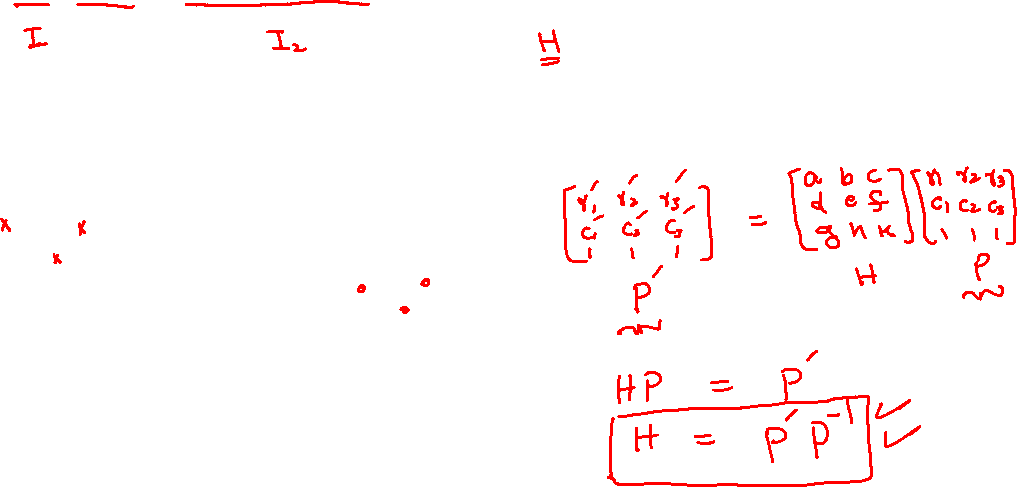 I I₂ H
x x
x
[r₁′ r₂′ r₃′
c₁′ c₂′ c₃′
1 1 1] = [a b c
d e f
g h k] [r₁ r₂ r₃
c₁ c₂ c₃
1 1 1]
P′ H P
HP = P′
H = P′ P⁻¹ ✓✓